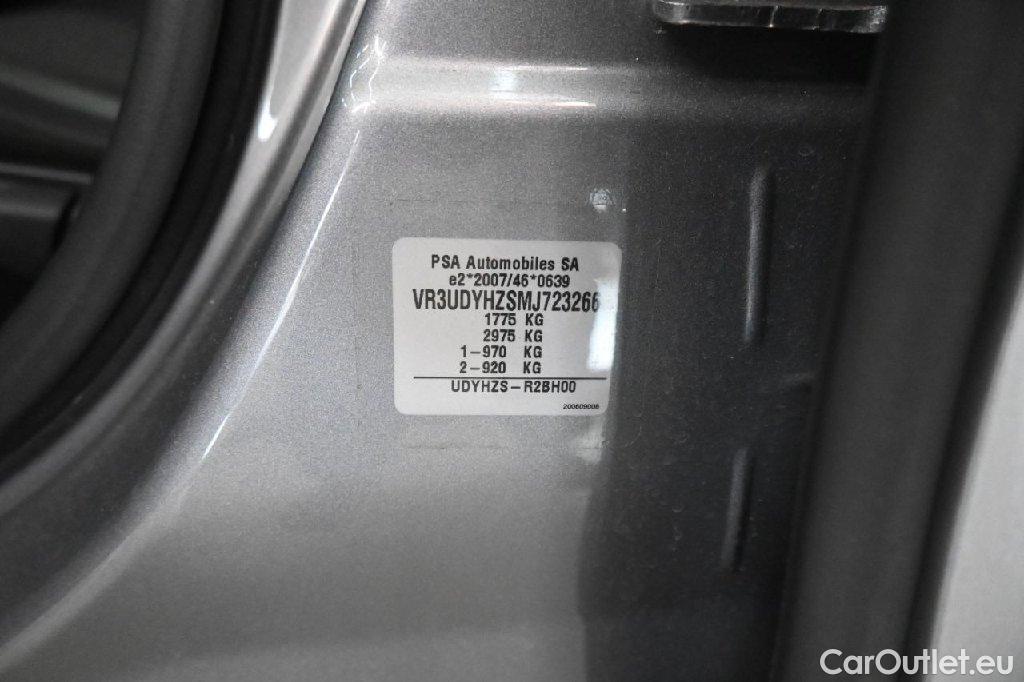 PSA Automobiles SA
e2*2007/46*0639
VR3UDYHZSMJ723266
1775 KG
2975 KG
1-970 KG
2-920 KG
UDYHZS-R2BH00
200609006
CarOutlet.eu